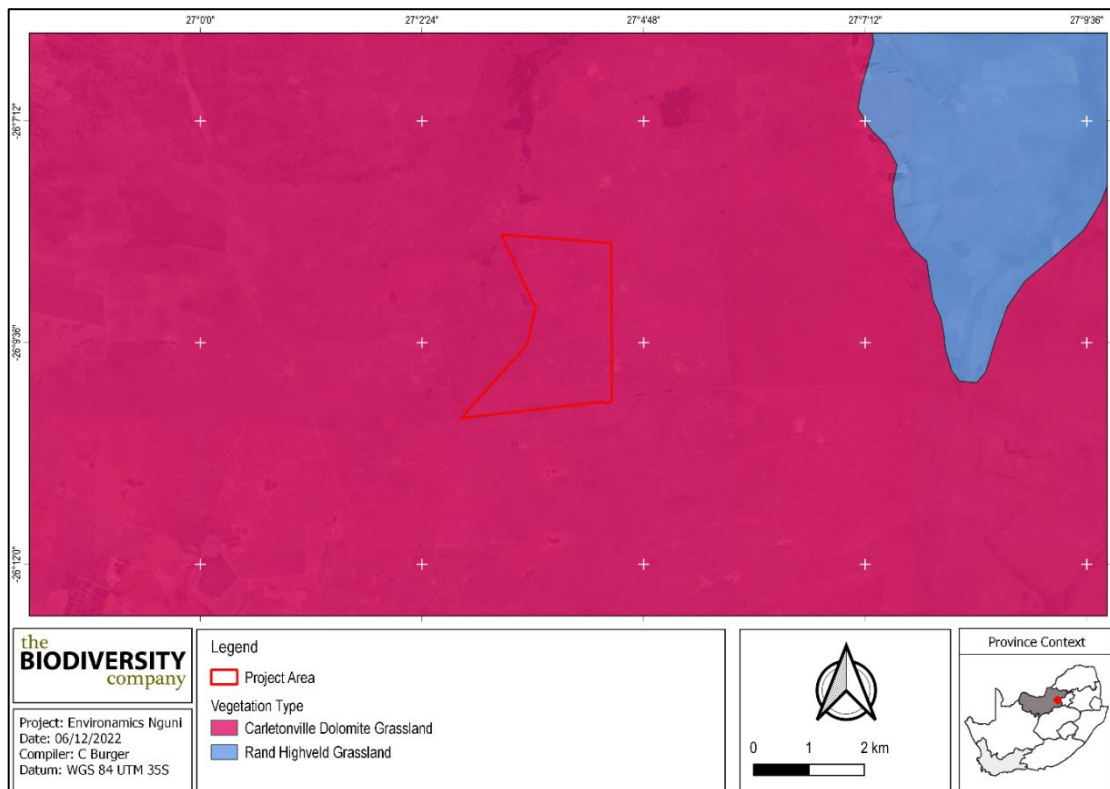 27°0'0" 27°2'24" 27°4'48" 27°7'12" 27°9'36"
-26°7'12"
-26°9'36"
-26°12'0"
the
BIODIVERSITY
company
Project: Environamics Nguni
Date: 06/12/2022
Compiler: C Burger
Datum: WGS 84 UTM 35S
Legend
Project Area
Vegetation Type
Carletonville Dolomite Grassland
Rand Highveld Grassland
0 1 2 km
Province Context